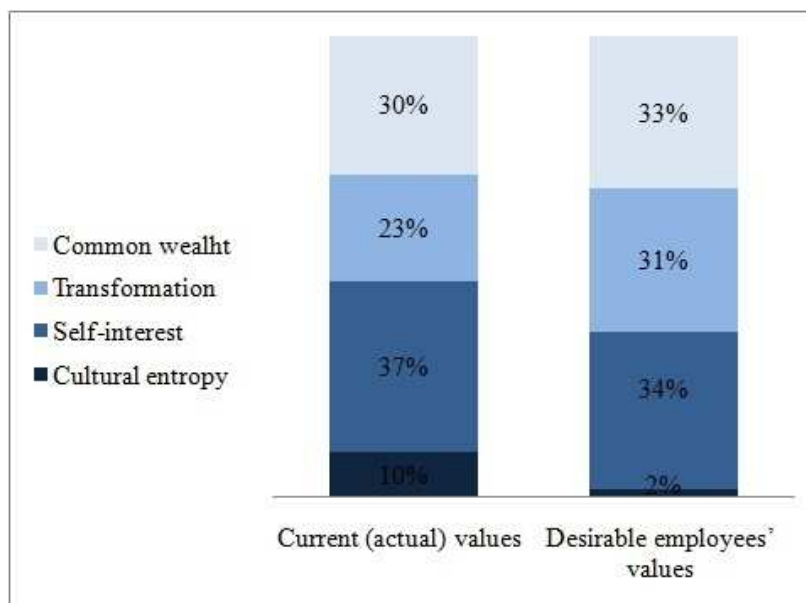 30%
33%
23%
31%
37%
34%
10%
2%
Common wealht
Transformation
Self-interest
Cultural entropy
Current (actual) values
Desirable employees’
values